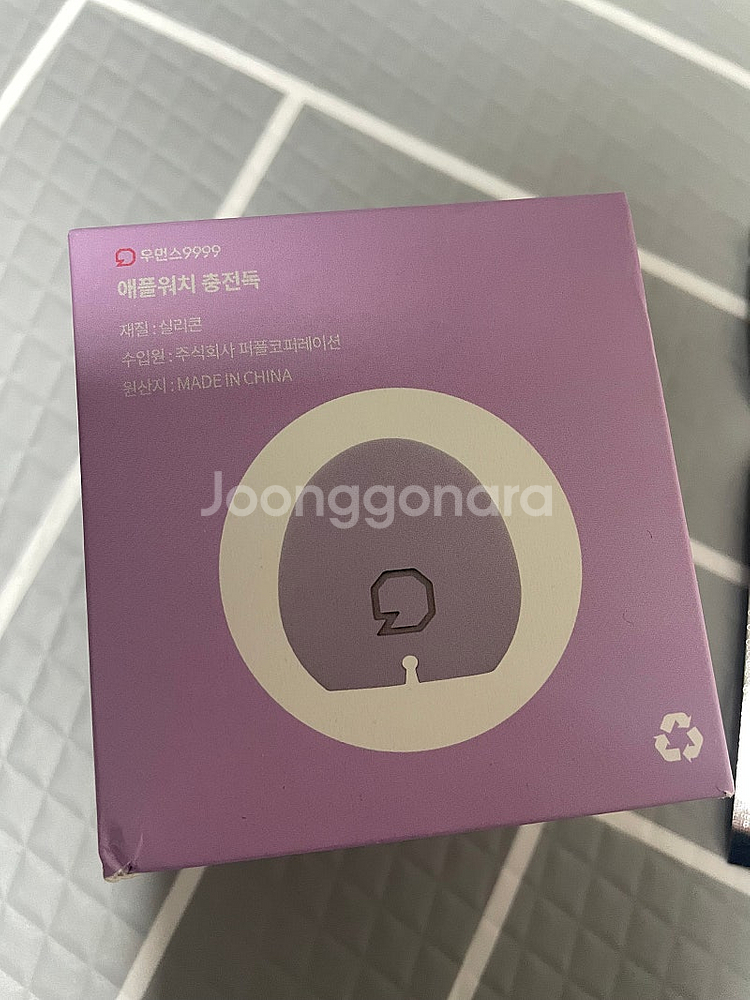 우먼스9999
애플워치 충전독
재질 : 실리콘
수입원 : 주식회사 퍼플코퍼레이션
원산지 : MADE IN CHINA
Joonggonara